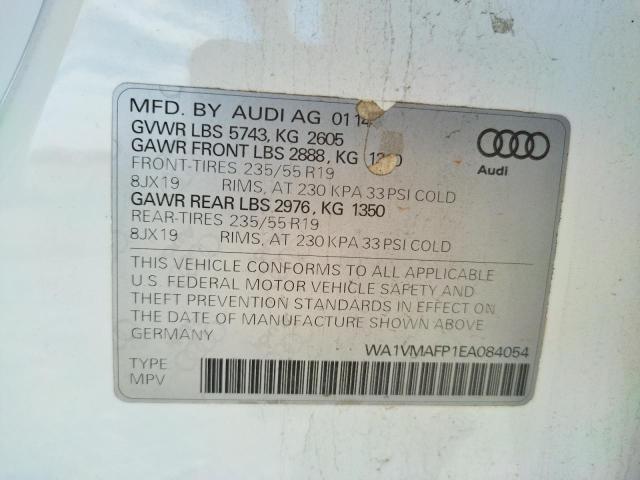 MFD. BY AUDI AG 01 14
GVWR LBS 5743, KG 2605
GAWR FRONT LBS 2888, KG
FRONT-TIRES 235/55 R19
8JX19 RIMS, AT 230 KPA 33 PSI COLD
GAWR REAR LBS 2976, KG 1350
REAR-TIRES 235/55 R19
8JX19 RIMS, AT 230 KPA 33 PSI COLD
Audi
THIS VEHICLE CONFORMS TO ALL APPLICABLE
U.S. FEDERAL MOTOR VEHICLE SAFETY AND
THEFT PREVENTION STANDARDS IN EFFECT ON
THE DATE OF MANUFACTURE SHOWN ABOVE
GERMANY
WA1VMAFP1EA084054
TYPE
MPV